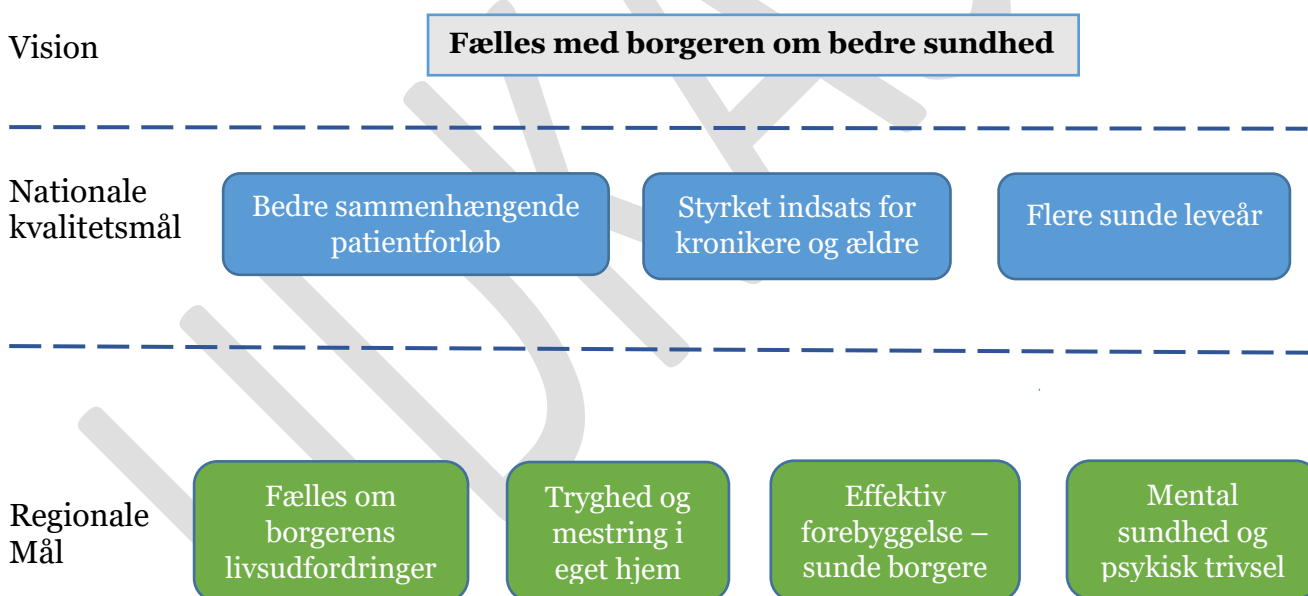 Vision
Fælles med borgeren om bedre sundhed
Nationale
kvalitetsmål
Bedre sammenhængende
patientforløb
Styrket indsats for
kronikere og ældre
Flere sunde leveår
Regionale
Mål
Fælles om
borgerens
livsudfordringer
Tryghed og
mestring i
eget hjem
Effektiv
forebyggelse –
sunde borgere
Mental
sundhed og
psykisk trivsel